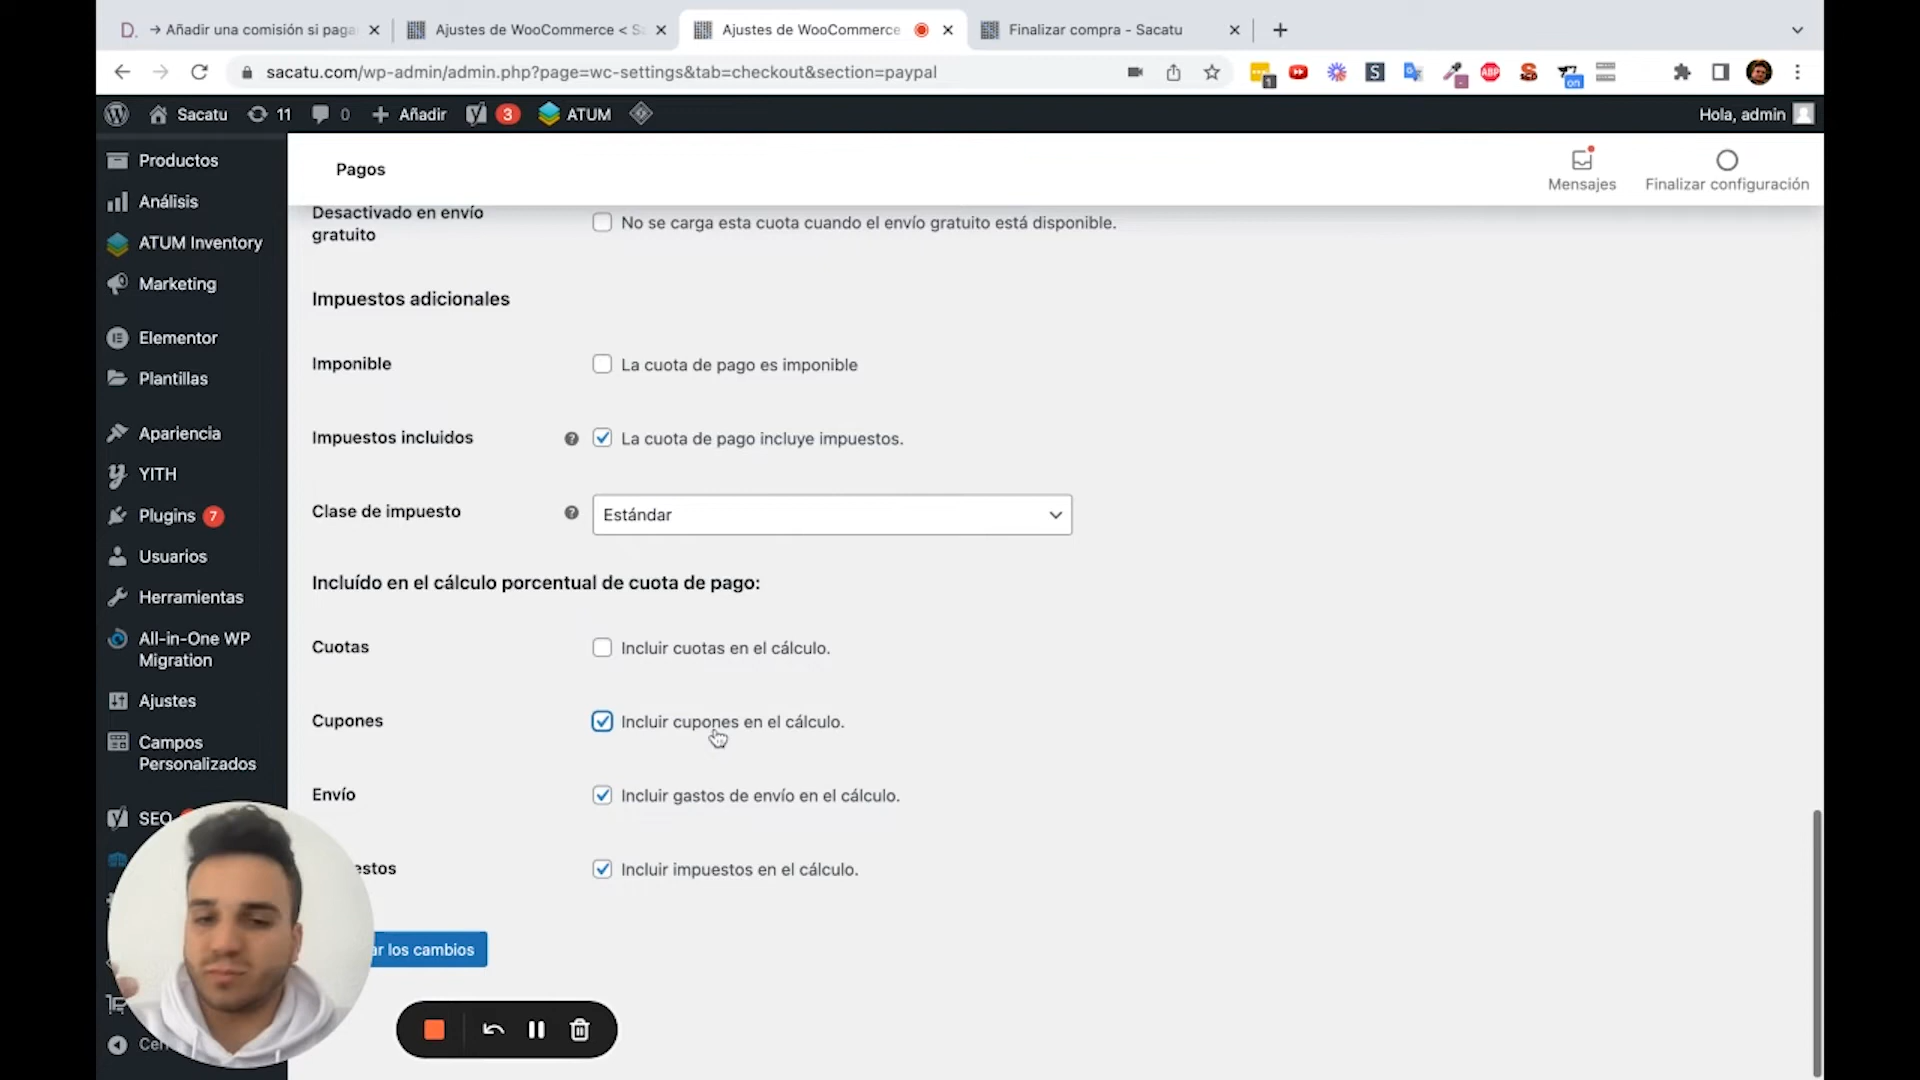 D. → Añadir una comisión si paga
Ajustes de WooCommerce < S
Ajustes de WooCommerce
Finalizar compra - Sacatu
sacatu.com/wp-admin/admin.php?page=wc-settings&tab=checkout&section=paypal
1
S
ABP
on
Sacatu
11
0
Añadir
3
ATUM
Hola, admin
Productos
Análisis
ATUM Inventory
Marketing
Elementor
Plantillas
Apariencia
YITH
Plugins 7
Usuarios
Herramientas
All-in-One WP
Migration
Ajustes
Campos
Personalizados
SEO
Cer
Pagos
Mensajes
Finalizar configuración
Desactivado en envío
gratuito
No se carga esta cuota cuando el envío gratuito está disponible.
Impuestos adicionales
Imponible
La cuota de pago es imponible
Impuestos incluidos
La cuota de pago incluye impuestos.
Clase de impuesto
Estándar
Incluído en el cálculo porcentual de cuota de pago:
Cuotas
Incluir cuotas en el cálculo.
Cupones
Incluir cupones en el cálculo.
Envío
Incluir gastos de envío en el cálculo.
estos
Incluir impuestos en el cálculo.
ar los cambios